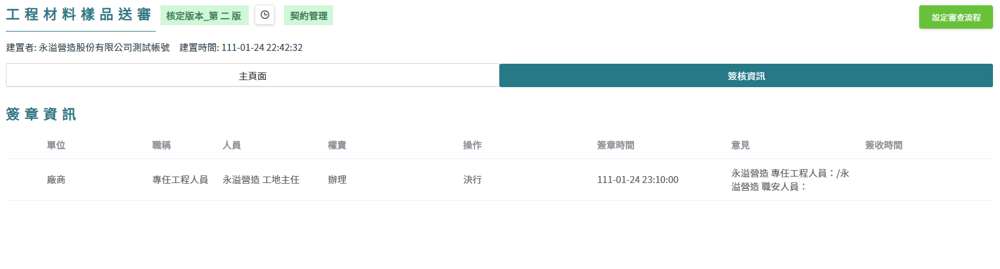 工程材料樣品送審 核定版本_第 二 版 契約管理 設定審查流程
建置者: 永溢營造股份有限公司測試帳號 建置時間: 111-01-24 22:42:32
主頁面 簽核資訊
簽章資訊
單位 職稱 人員 權責 操作 簽章時間 意見 簽收時間
廠商 專任工程人員 永溢營造 工地主任 辦理 決行 111-01-24 23:10:00 永溢營造 專任工程人員：/永
溢營造 職安人員：